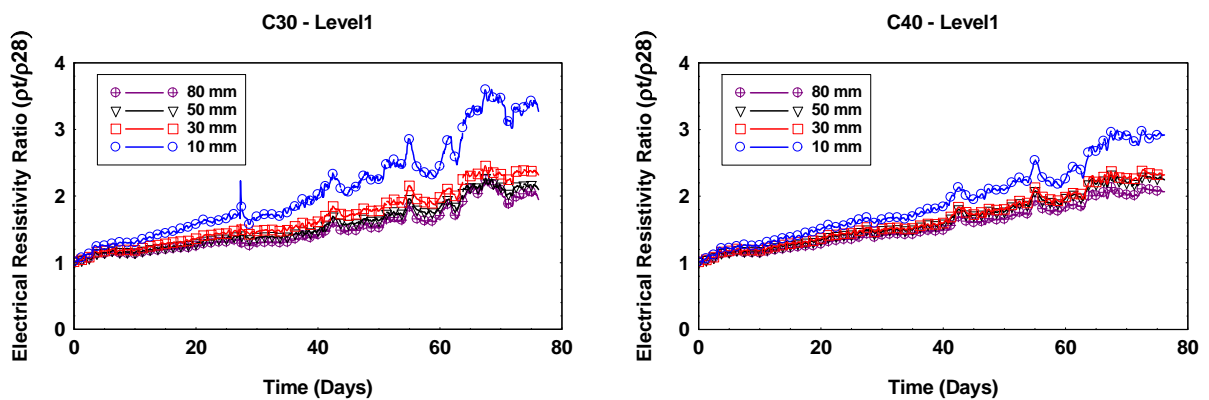 C30 - Level1
Electrical Resistivity Ratio (ρt/ρ28)
4
3
2
1
0
80 mm
50 mm
30 mm
10 mm
0 20 40 60 80
Time (Days)
C40 - Level1
Electrical Resistivity Ratio (ρt/ρ28)
4
3
2
1
0
80 mm
50 mm
30 mm
10 mm
0 20 40 60 80
Time (Days)